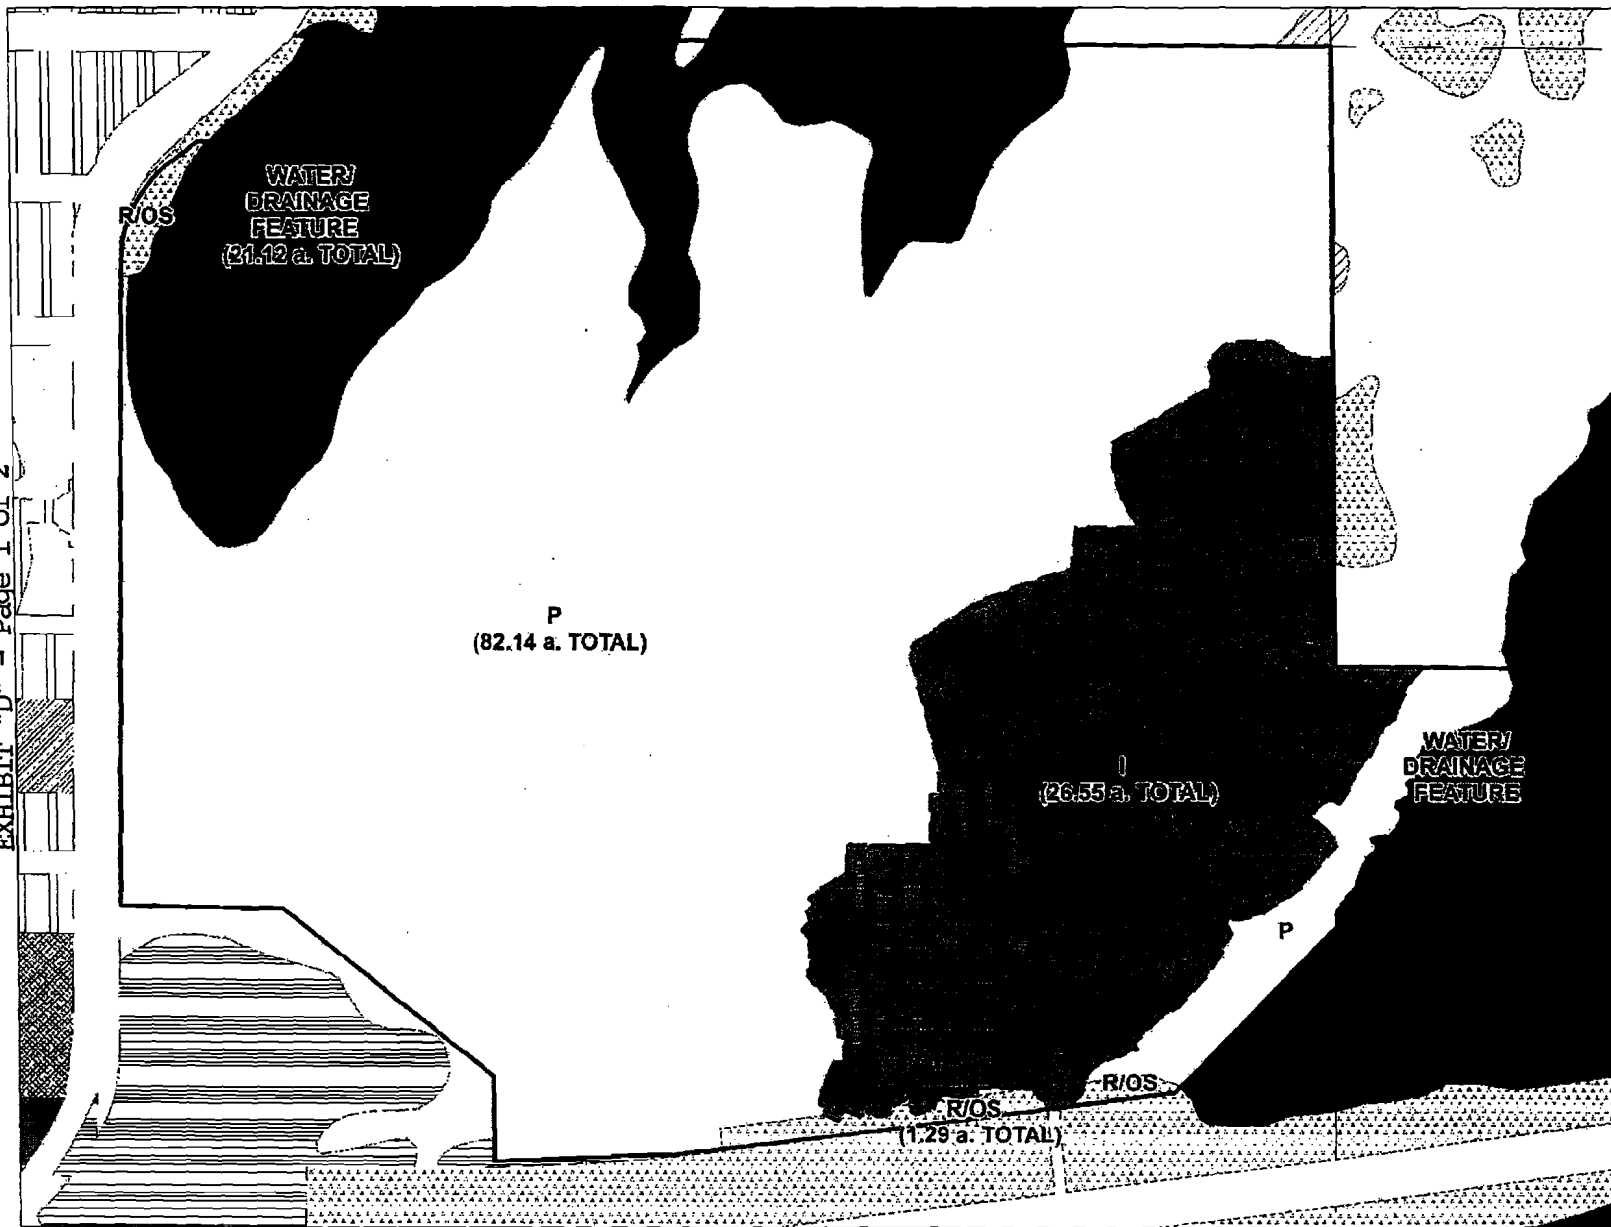 WATER/
DRAINAGE
FEATURE
(21.12 a. TOTAL)
R/OS
P
(82.14 a. TOTAL)
I
(26.55 a. TOTAL)
WATER/
DRAINAGE
FEATURE
P
R/OS
R/OS
(1.29 a. TOTAL)
EXHIBIT "D" - Page 1 of 2